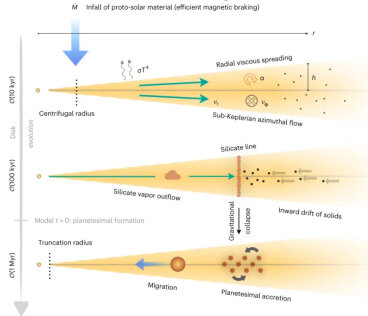 Ṁ Infall of proto-solar material (efficient magnetic braking)
r
σT⁴
Radial viscous spreading
α
h
v_r
v_ϕ
Centrifugal radius
Sub-Keplerian azimuthal flow
O(10 kyr)
Disk
evolution
Silicate line
O(100 kyr)
Silicate vapor outflow
Inward drift of solids
Gravitational
collapse
Model t = 0: planetesimal formation
Truncation radius
O(1 Myr)
Migration
Planetesimal accretion